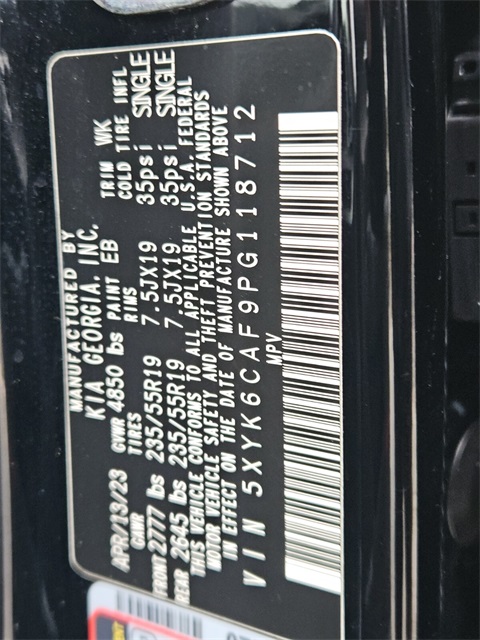 MANUFACTURED BY
KIA GEORGIA, INC.
APR/13/23 GVWR 4850 lbs PAINT EB TRIM WK
GAWR TIRES RIMS COLD TIRE INFL
FRONT 2777 lbs 235/55R19 7.5JX19 35psi SINGLE
REAR 2645 lbs 235/55R19 7.5JX19 35psi SINGLE
THIS VEHICLE CONFORMS TO ALL APPLICABLE U.S.A. FEDERAL
MOTOR VEHICLE SAFETY AND THEFT PREVENTION STANDARDS
IN EFFECT ON THE DATE OF MANUFACTURE SHOWN ABOVE
VIN 5XYK6CAF9PG118712
MPV